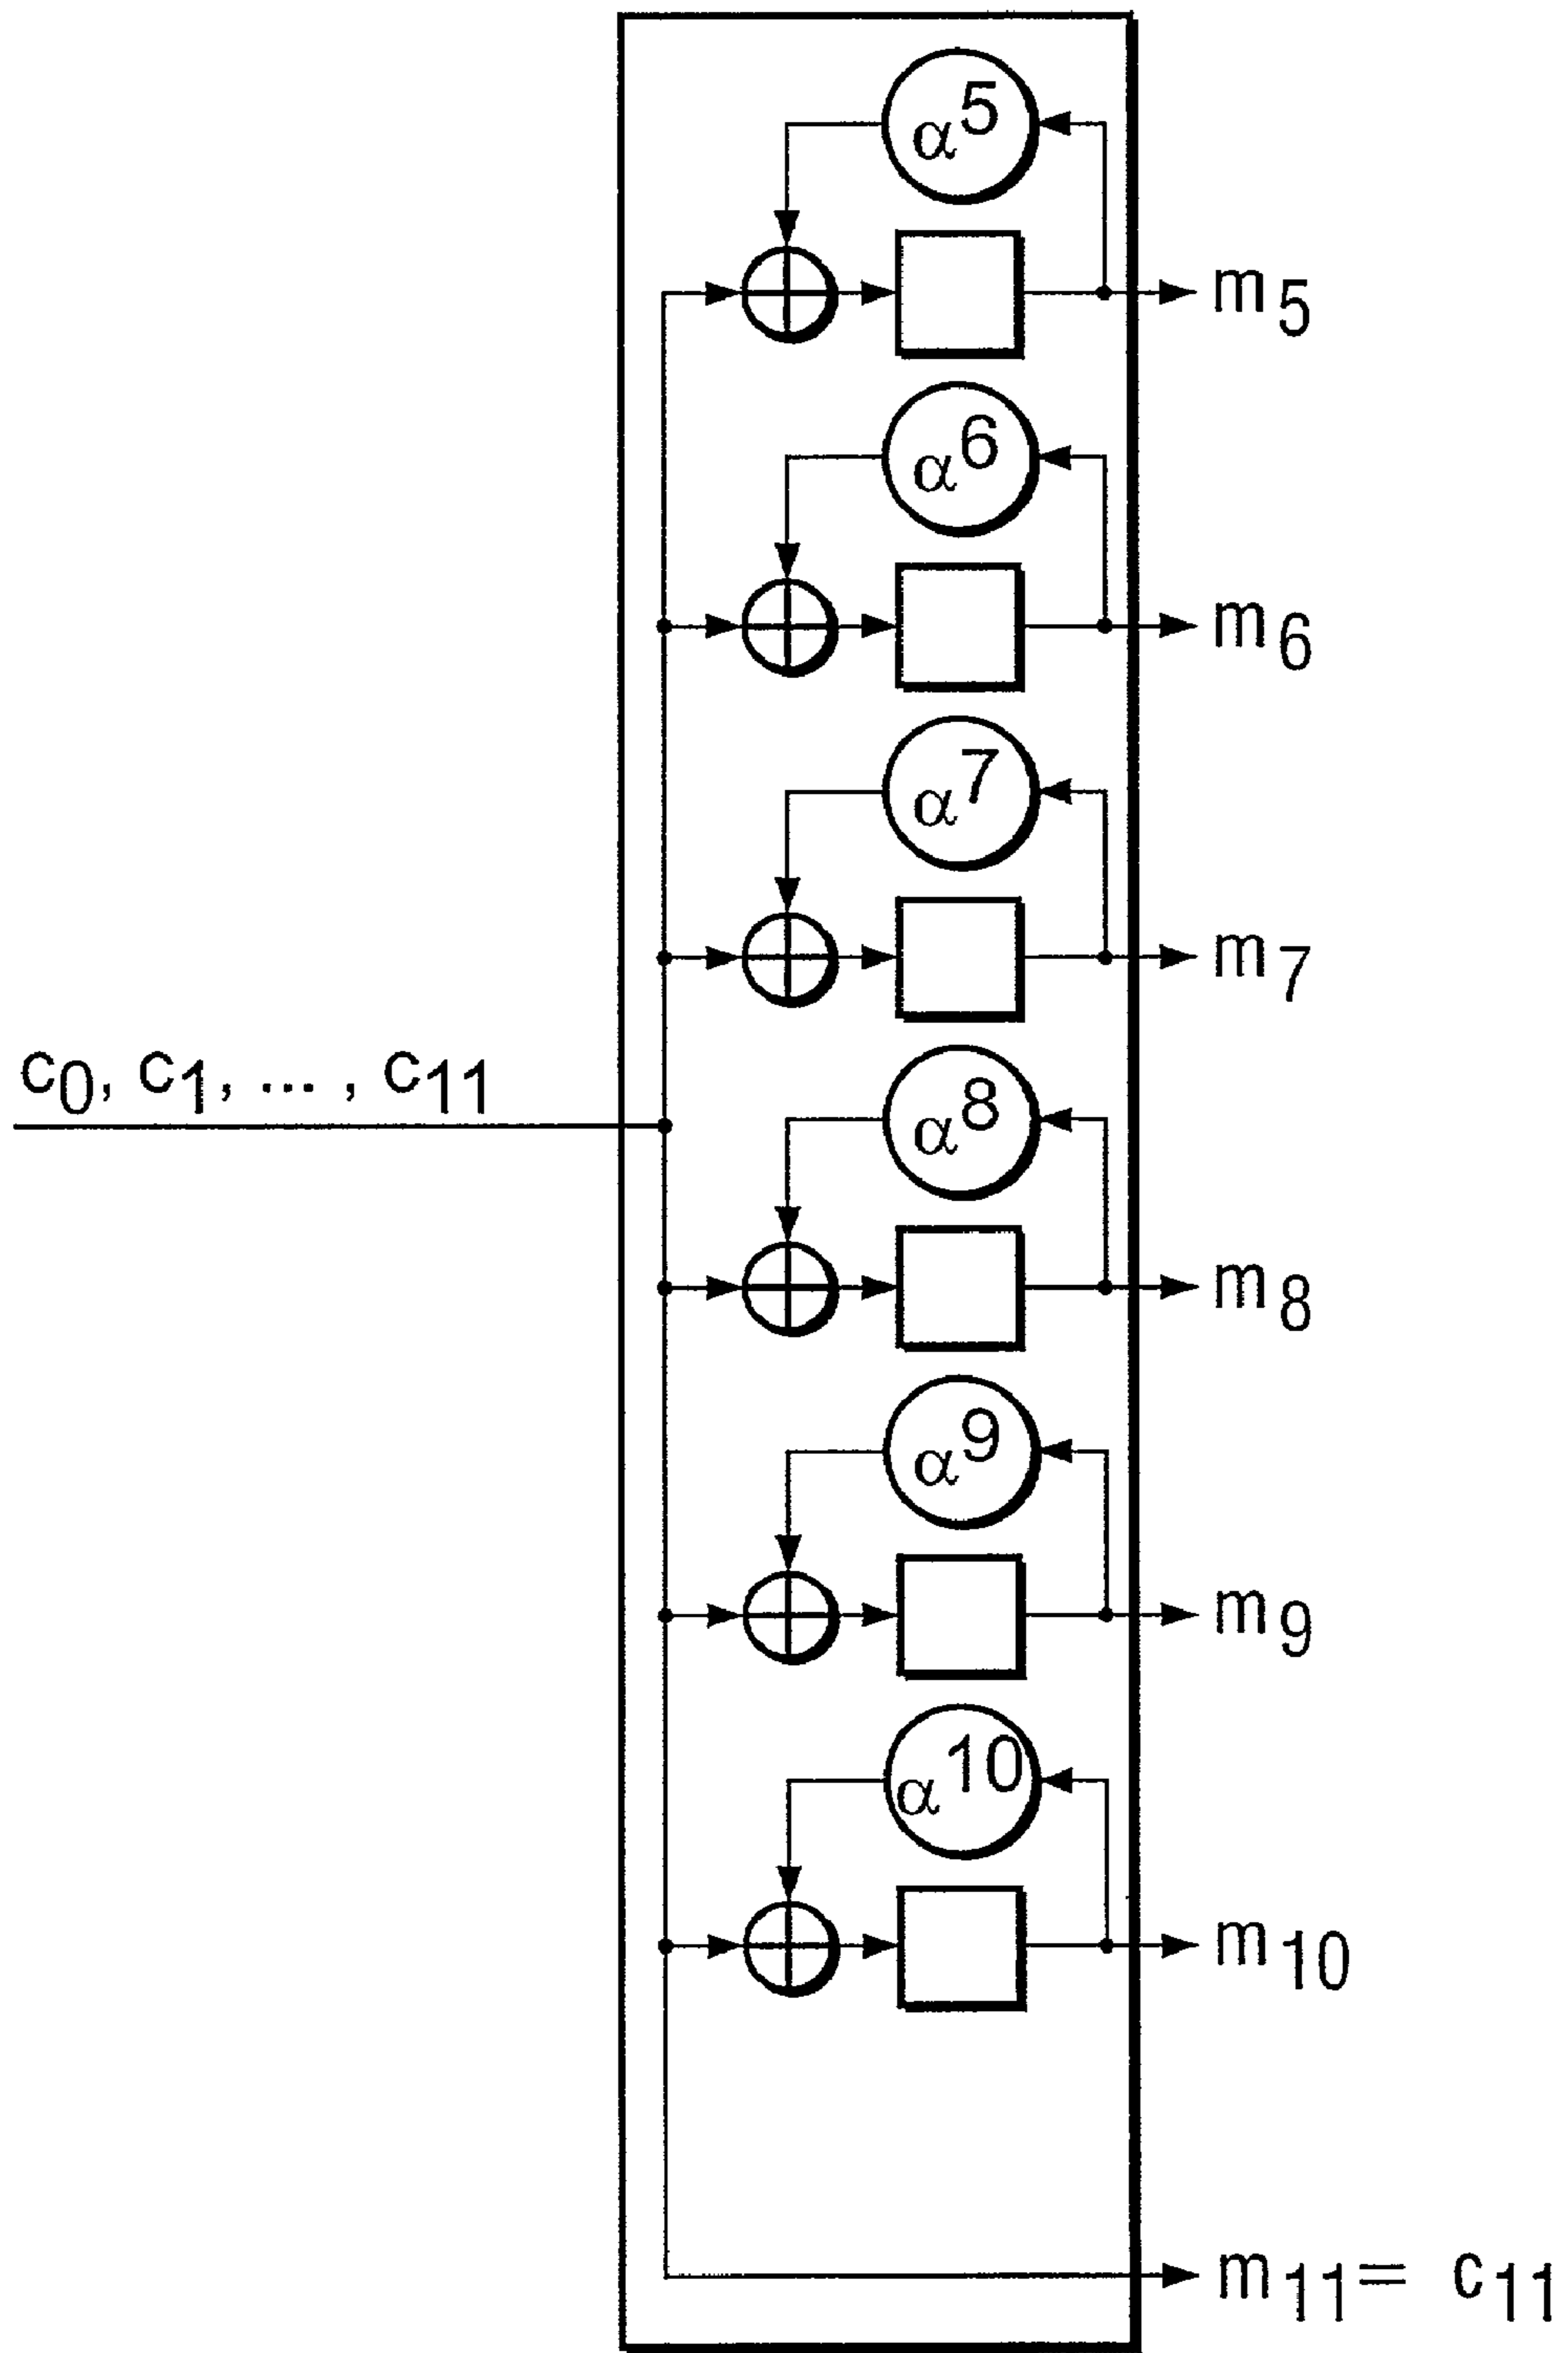 α⁵
m₅
α⁶
m₆
α⁷
m₇
c₀, c₁, ... , c₁₁
α⁸
m₈
α⁹
m₉
α¹⁰
m₁₀
m₁₁= c₁₁